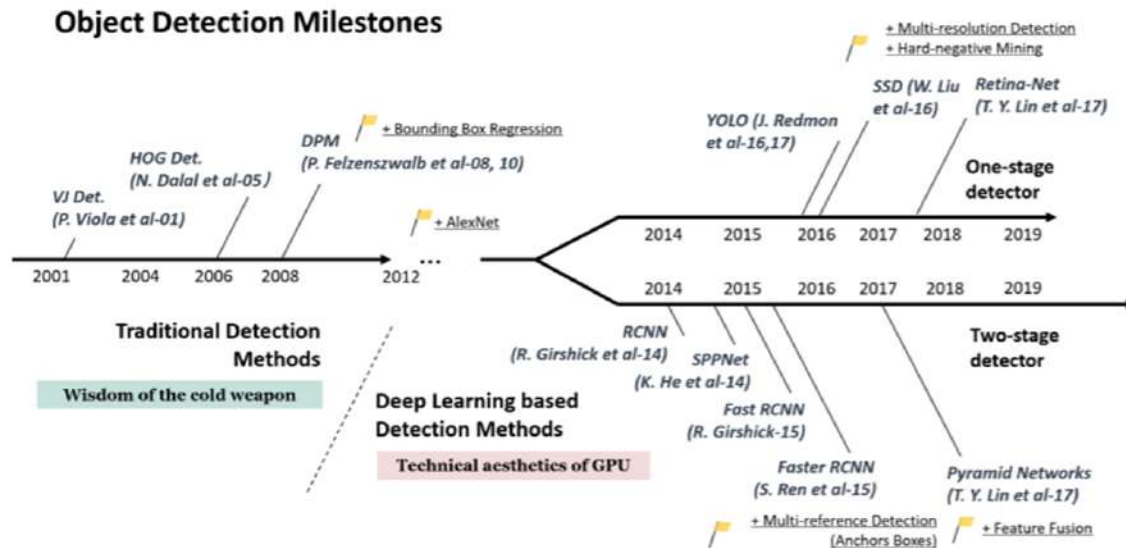 Object Detection Milestones
+ Multi-resolution Detection
+ Hard-negative Mining
SSD (W. Liu
et al-16)
Retina-Net
(T. Y. Lin et al-17)
YOLO (J. Redmon
et al-16,17)
+ Bounding Box Regression
DPM
(P. Felzenszwalb et al-08, 10)
HOG Det.
(N. Dalal et al-05)
VJ Det.
(P. Viola et al-01)
One-stage
detector
+ AlexNet
2014 2015 2016 2017 2018 2019
2001 2004 2006 2008 2012 ...
2014 2015 2016 2017 2018 2019
Traditional Detection
Methods
Wisdom of the cold weapon
RCNN
(R. Girshick et al-14)
SPPNet
(K. He et al-14)
Two-stage
detector
Deep Learning based
Detection Methods
Technical aesthetics of GPU
Fast RCNN
(R. Girshick-15)
Faster RCNN
(S. Ren et al-15)
Pyramid Networks
(T. Y. Lin et al-17)
+ Multi-reference Detection
(Anchors Boxes)
+ Feature Fusion